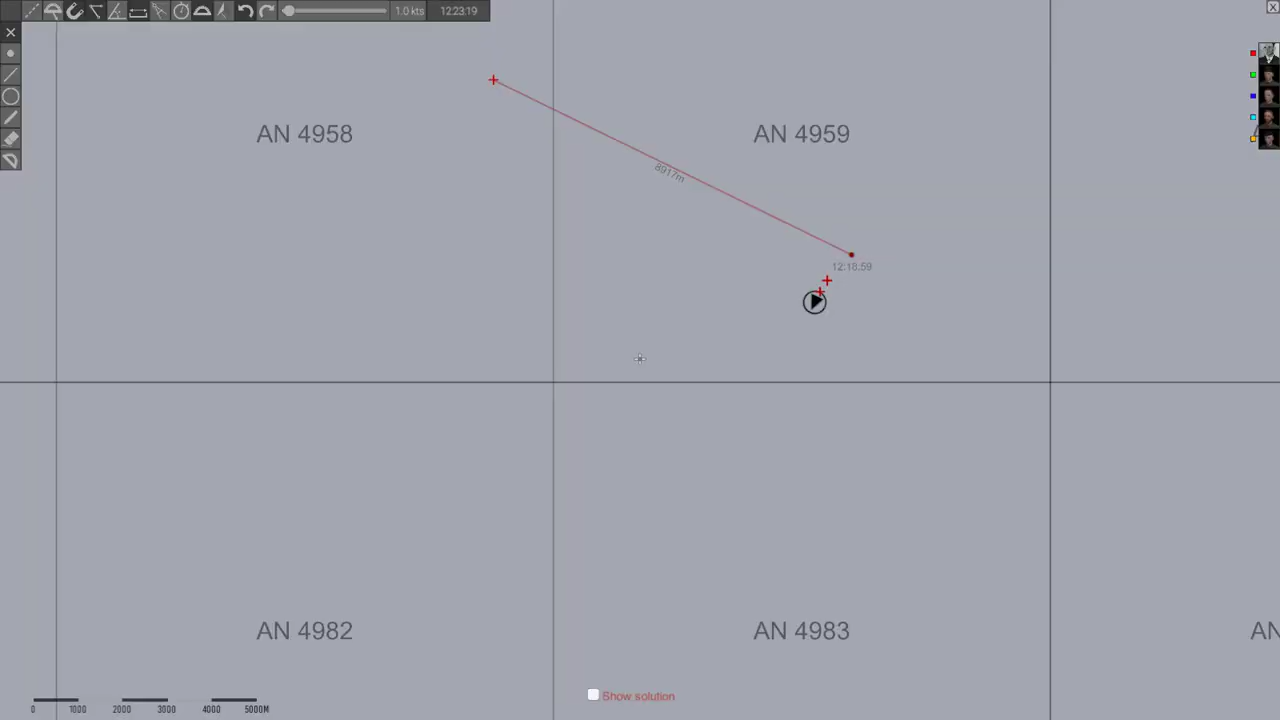 1.0 kts
12:23:19
X
AN 4958
AN 4959
8917m
12:18:59
AN 4982
AN 4983
AN
0 1000 2000 3000 4000 5000M
Show solution